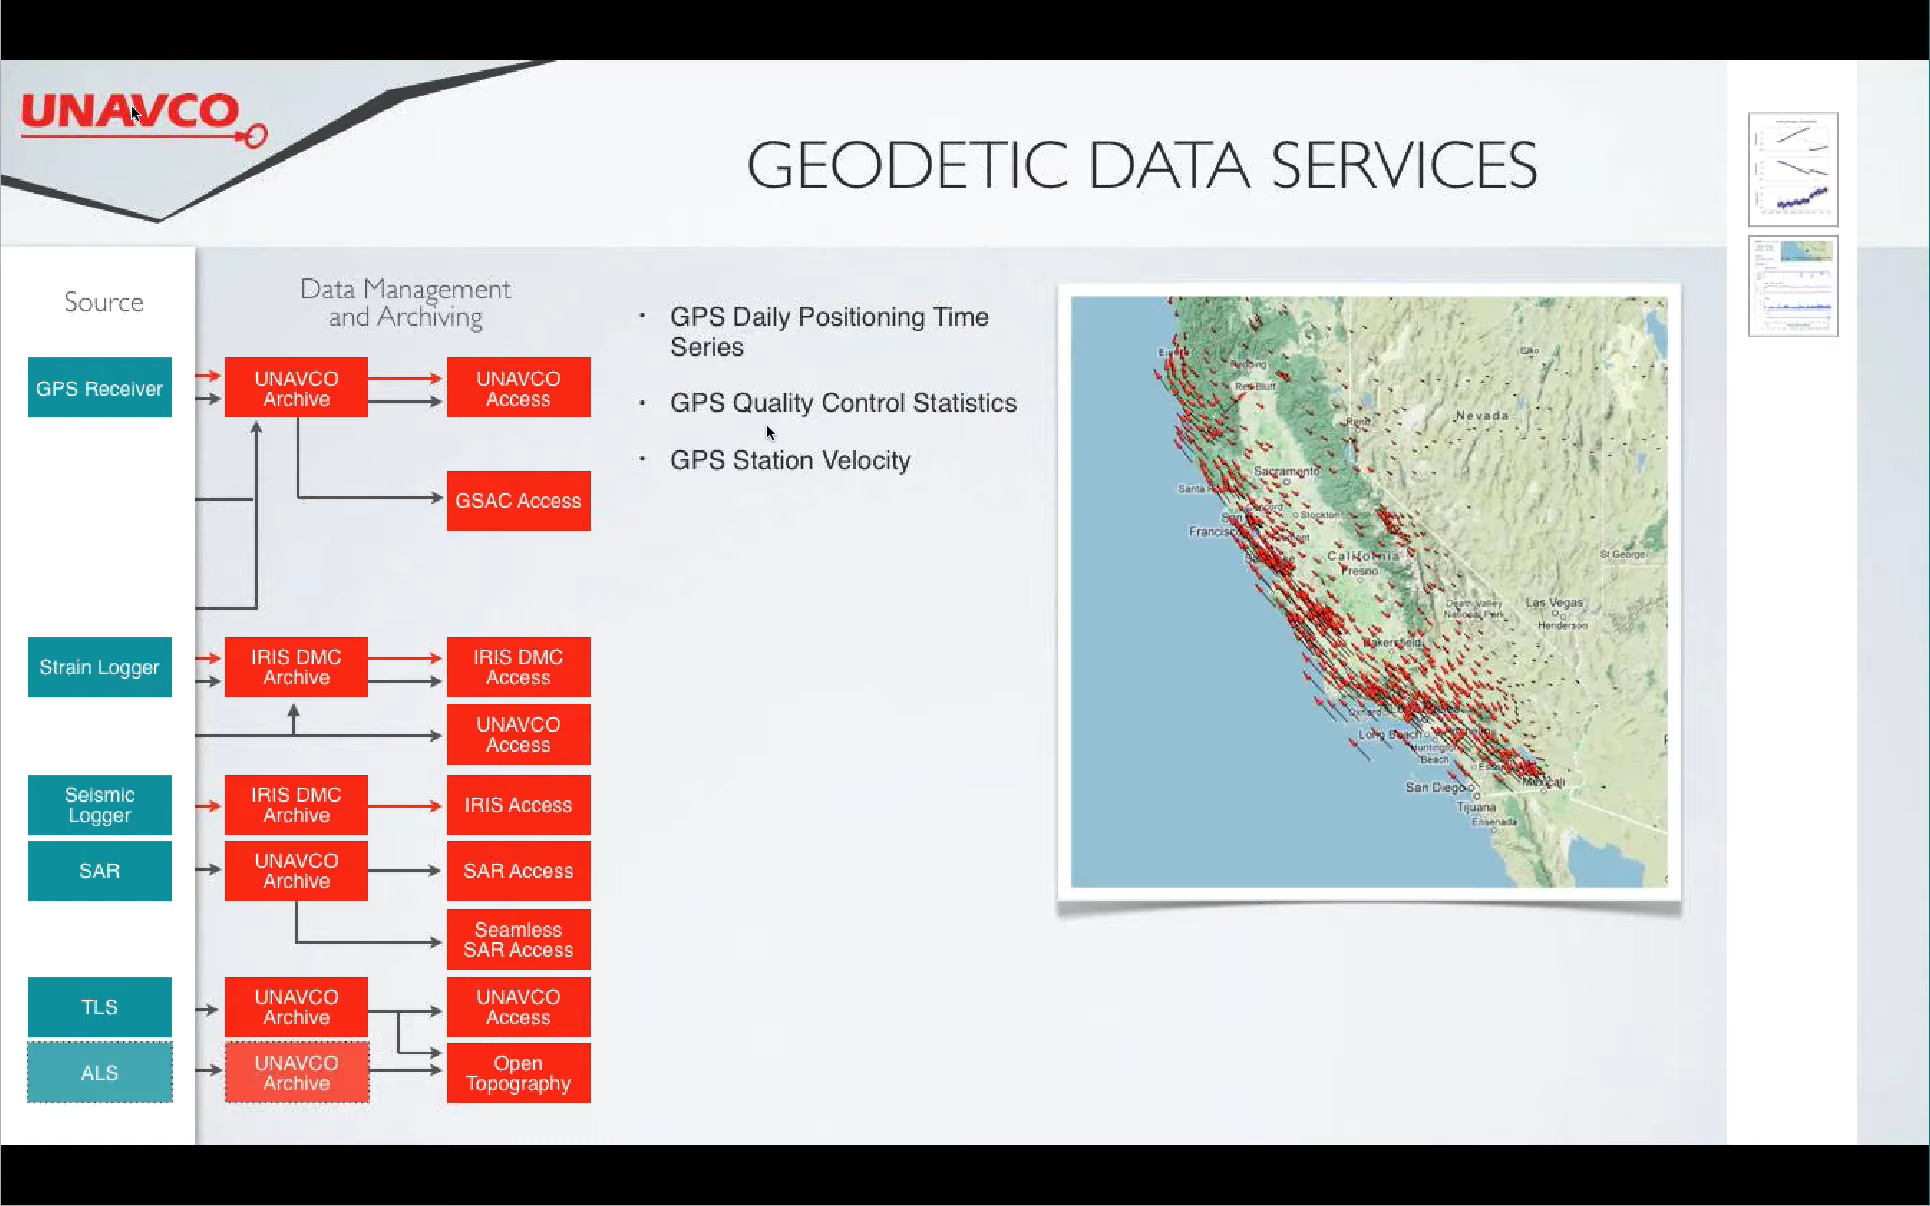 UNAVCO
GEODETIC DATA SERVICES
Source
Data Management
and Archiving
GPS Receiver
UNAVCO
Archive
UNAVCO
Access
GSAC Access
Strain Logger
IRIS DMC
Archive
IRIS DMC
Access
UNAVCO
Access
Seismic
Logger
IRIS DMC
Archive
IRIS Access
SAR
UNAVCO
Archive
SAR Access
Seamless
SAR Access
TLS
UNAVCO
Archive
UNAVCO
Access
ALS
UNAVCO
Archive
Open
Topography
· GPS Daily Positioning Time
Series
· GPS Quality Control Statistics
· GPS Station Velocity
Elko
Redding
Red Bluff
Nevada
Reno
Sacramento
Santa
Stockton
San
Francisco
California
Fresno
St George
Death Valley
National Park
Las Vegas
Henderson
Bakersfield
Long Beach
Huntington
Beach
San Diego
Mexicali
Tijuana
Ensenada